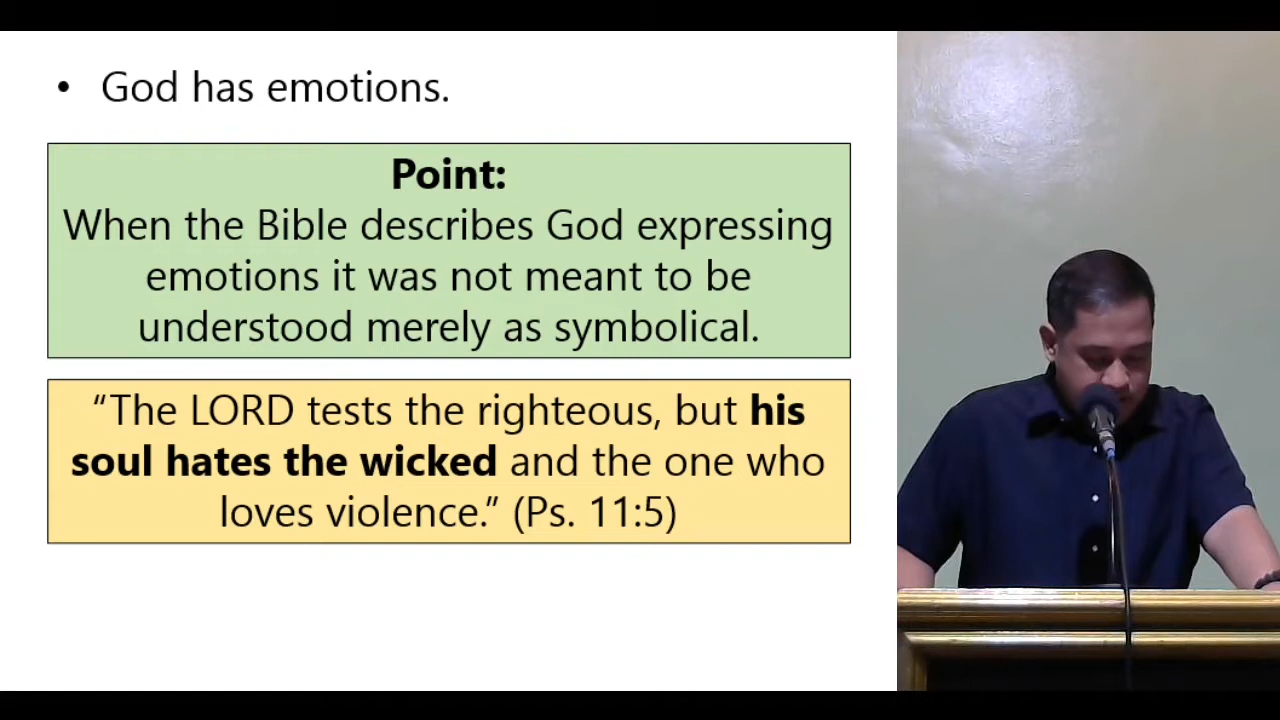 • God has emotions.
Point:
When the Bible describes God expressing
emotions it was not meant to be
understood merely as symbolical.
“The LORD tests the righteous, but his
soul hates the wicked and the one who
loves violence.” (Ps. 11:5)